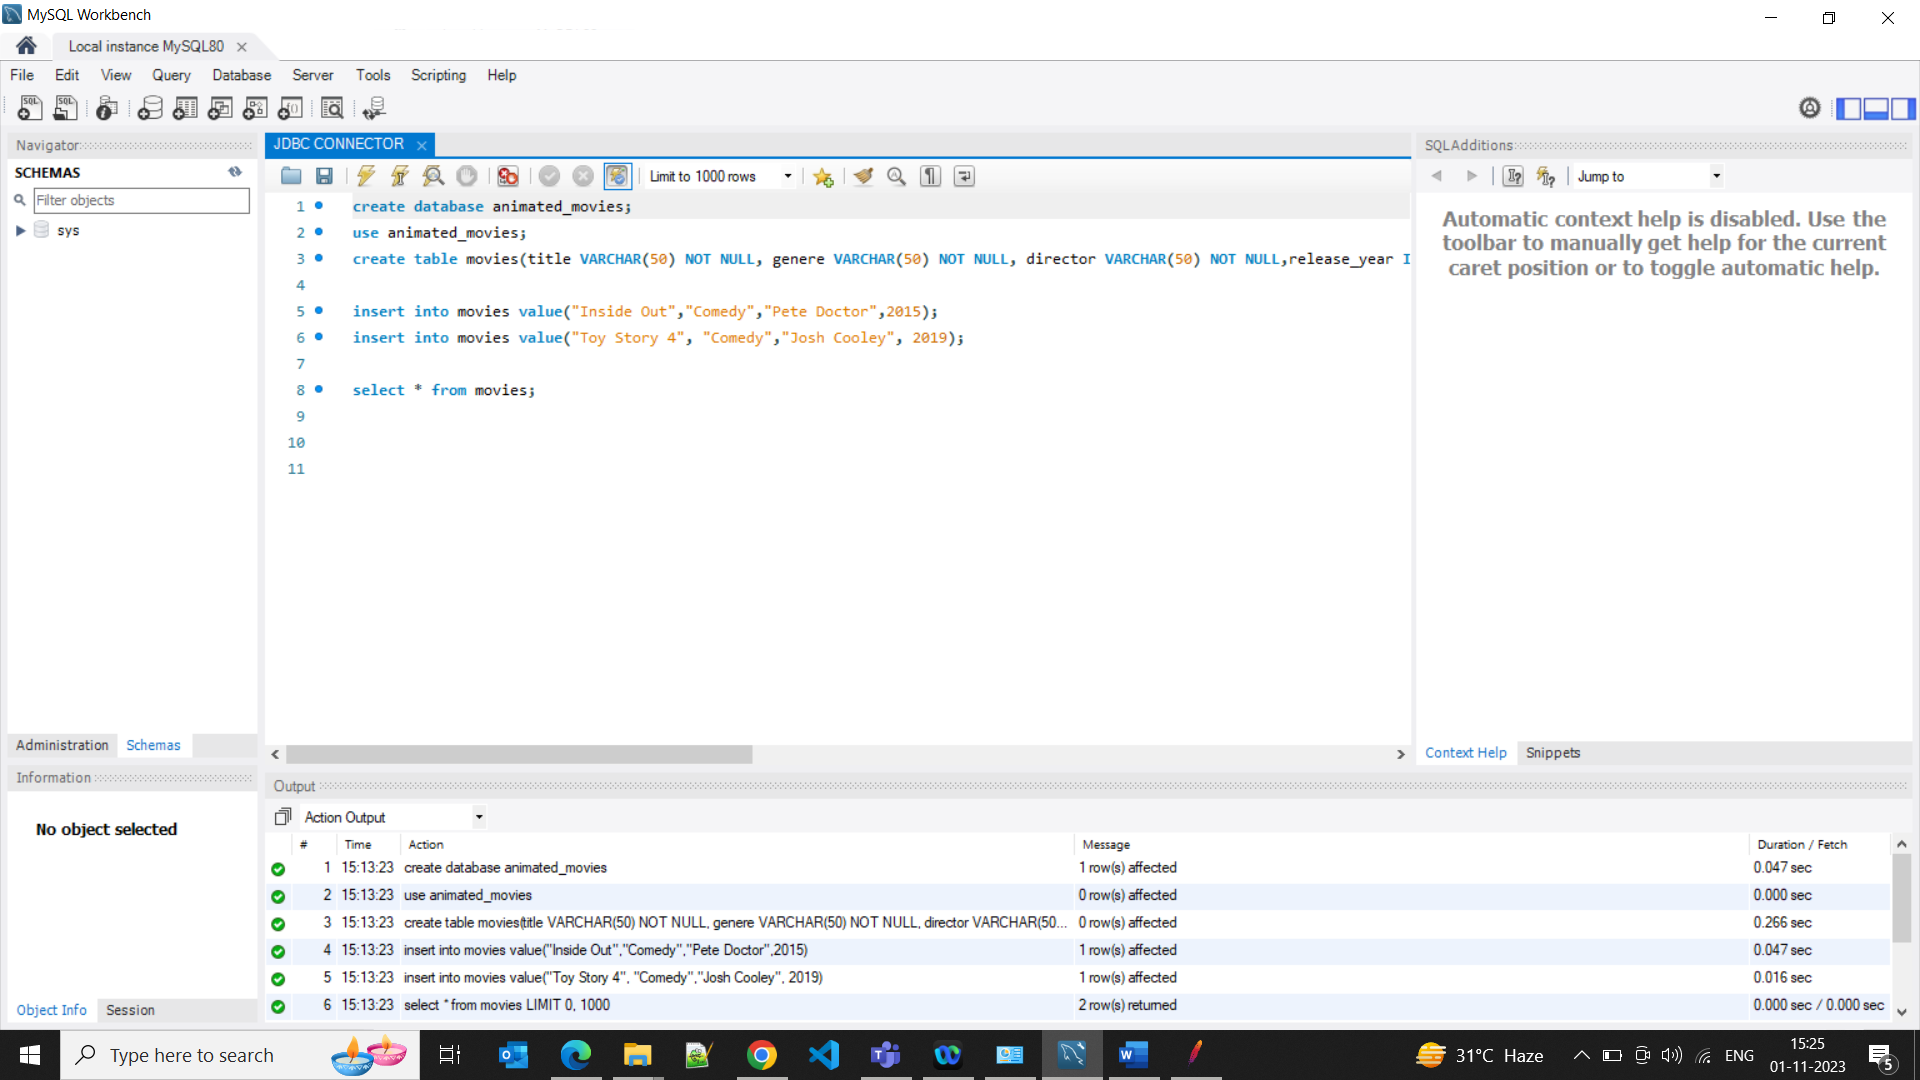 MySQL Workbench
Local instance MySQL80
File Edit View Query Database Server Tools Scripting Help
Navigator
SCHEMAS
Filter objects
sys
Administration Schemas
Information
No object selected
Object Info Session
JDBC CONNECTOR
Limit to 1000 rows
1 create database animated_movies;
2 use animated_movies;
3 create table movies(title VARCHAR(50) NOT NULL, genere VARCHAR(50) NOT NULL, director VARCHAR(50) NOT NULL,release_year I
4
5 insert into movies value("Inside Out","Comedy","Pete Doctor",2015);
6 insert into movies value("Toy Story 4", "Comedy","Josh Cooley", 2019);
7
8 select * from movies;
9
10
11
SQLAdditions
Jump to
Automatic context help is disabled. Use the
toolbar to manually get help for the current
caret position or to toggle automatic help.
Context Help Snippets
Output
Action Output
# Time Action Message Duration / Fetch
1 15:13:23 create database animated_movies 1 row(s) affected 0.047 sec
2 15:13:23 use animated_movies 0 row(s) affected 0.000 sec
3 15:13:23 create table movies(title VARCHAR(50) NOT NULL, genere VARCHAR(50) NOT NULL, director VARCHAR(50... 0 row(s) affected 0.266 sec
4 15:13:23 insert into movies value("Inside Out","Comedy","Pete Doctor",2015) 1 row(s) affected 0.047 sec
5 15:13:23 insert into movies value("Toy Story 4", "Comedy","Josh Cooley", 2019) 1 row(s) affected 0.016 sec
6 15:13:23 select * from movies LIMIT 0, 1000 2 row(s) returned 0.000 sec / 0.000 sec
Type here to search
31°C Haze
ENG
15:25
01-11-2023
5